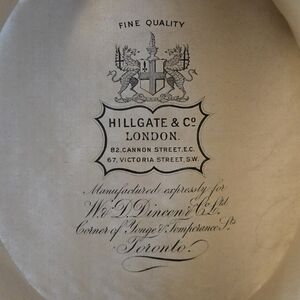 FINE QUALITY
HILLGATE & Co
LONDON.
82, CANNON STREET, E.C.
67, VICTORIA STREET, S.W.
Manufactured expressly for
W. & D. Dineen & Co. Ltd
Corner of Yonge & Temperance Sts
Toronto.